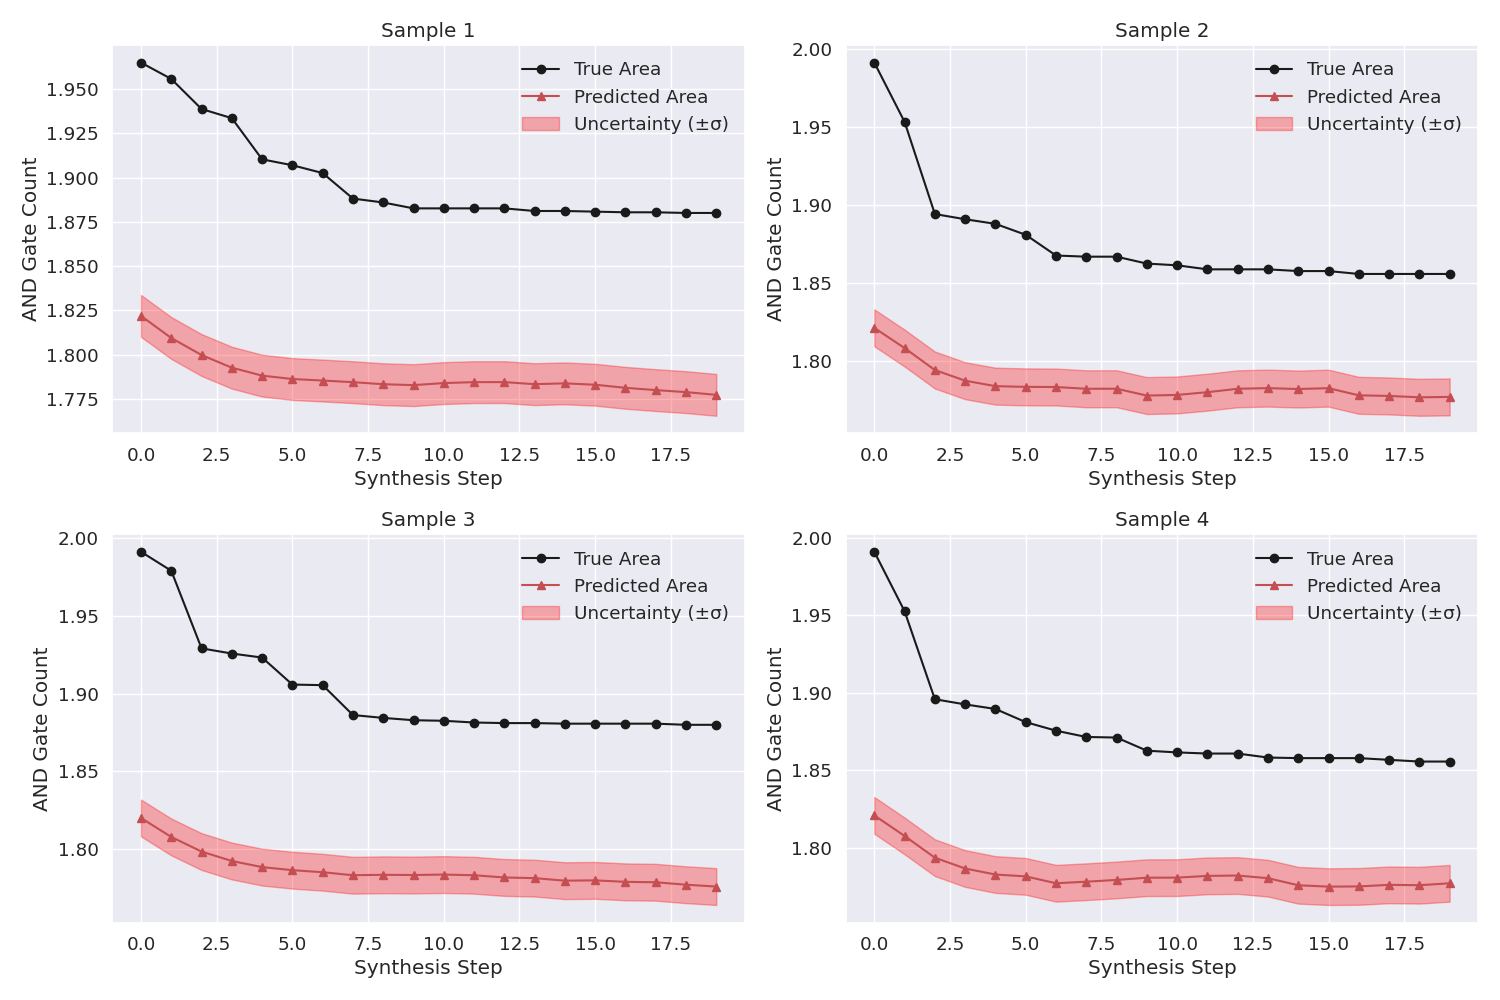 Sample 1
True Area
Predicted Area
Uncertainty (±σ)
AND Gate Count
1.950
1.925
1.900
1.875
1.850
1.825
1.800
1.775
0.0 2.5 5.0 7.5 10.0 12.5 15.0 17.5
Synthesis Step
Sample 2
True Area
Predicted Area
Uncertainty (±σ)
AND Gate Count
2.00
1.95
1.90
1.85
1.80
0.0 2.5 5.0 7.5 10.0 12.5 15.0 17.5
Synthesis Step
Sample 3
True Area
Predicted Area
Uncertainty (±σ)
AND Gate Count
2.00
1.95
1.90
1.85
1.80
0.0 2.5 5.0 7.5 10.0 12.5 15.0 17.5
Synthesis Step
Sample 4
True Area
Predicted Area
Uncertainty (±σ)
AND Gate Count
2.00
1.95
1.90
1.85
1.80
0.0 2.5 5.0 7.5 10.0 12.5 15.0 17.5
Synthesis Step